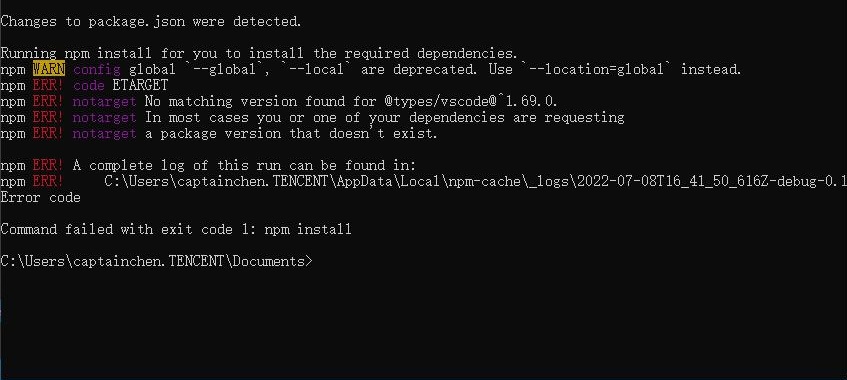 Changes to package.json were detected.
Running npm install for you to install the required dependencies.
npm WARN config global `--global`, `--local` are deprecated. Use `--location=global` instead.
npm ERR! code ETARGET
npm ERR! notarget No matching version found for @types/vscode@^1.69.0.
npm ERR! notarget In most cases you or one of your dependencies are requesting
npm ERR! notarget a package version that doesn't exist.
npm ERR! A complete log of this run can be found in:
npm ERR!     C:\Users\captainchen.TENCENT\AppData\Local\npm-cache\_logs\2022-07-08T16_41_50_616Z-debug-0.l
Error code
Command failed with exit code 1: npm install
C:\Users\captainchen.TENCENT\Documents>